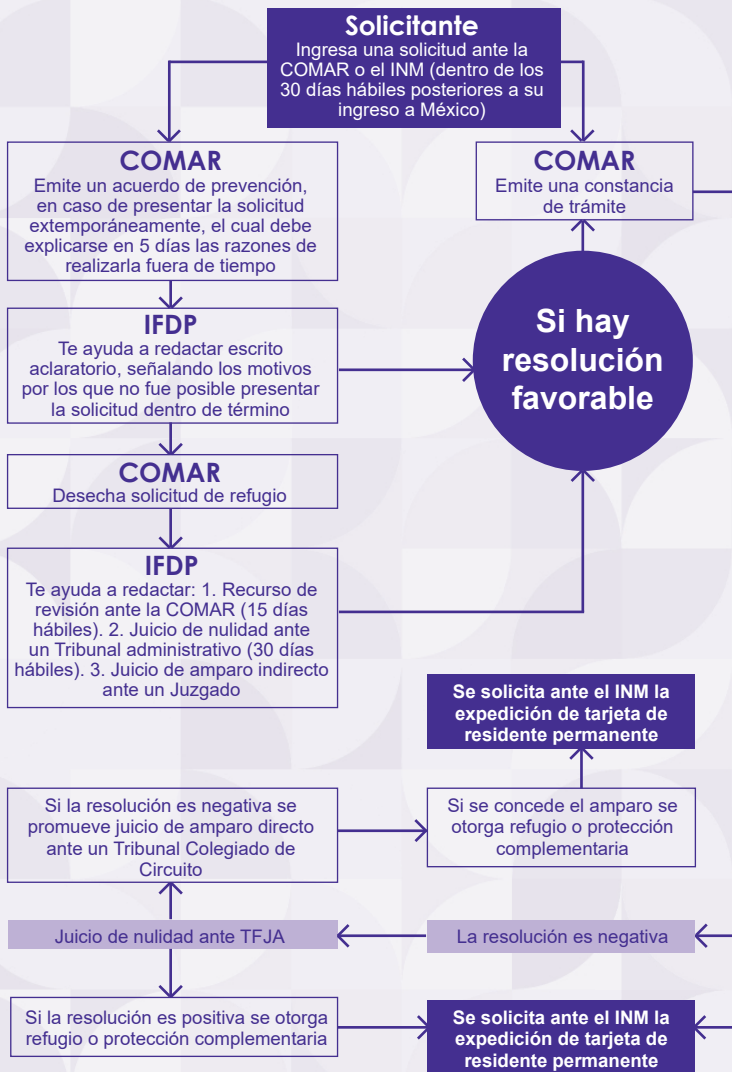 Solicitante
Ingresa una solicitud ante la
COMAR o el INM (dentro de los
30 días hábiles posteriores a su
ingreso a México)
COMAR
Emite un acuerdo de prevención,
en caso de presentar la solicitud
extemporáneamente, el cual debe
explicarse en 5 días las razones de
realizarla fuera de tiempo
COMAR
Emite una constancia
de trámite
IFDP
Te ayuda a redactar escrito
aclaratorio, señalando los motivos
por los que no fue posible presentar
la solicitud dentro de término
Si hay
resolución
favorable
COMAR
Desecha solicitud de refugio
IFDP
Te ayuda a redactar: 1. Recurso de
revisión ante la COMAR (15 días
hábiles). 2. Juicio de nulidad ante
un Tribunal administrativo (30 días
hábiles). 3. Juicio de amparo indirecto
ante un Juzgado
Se solicita ante el INM la
expedición de tarjeta de
residente permanente
Si la resolución es negativa se
promueve juicio de amparo directo
ante un Tribunal Colegiado de
Circuito
Si se concede el amparo se
otorga refugio o protección
complementaria
Juicio de nulidad ante TFJA
La resolución es negativa
Si la resolución es positiva se otorga
refugio o protección complementaria
Se solicita ante el INM la
expedición de tarjeta de
residente permanente